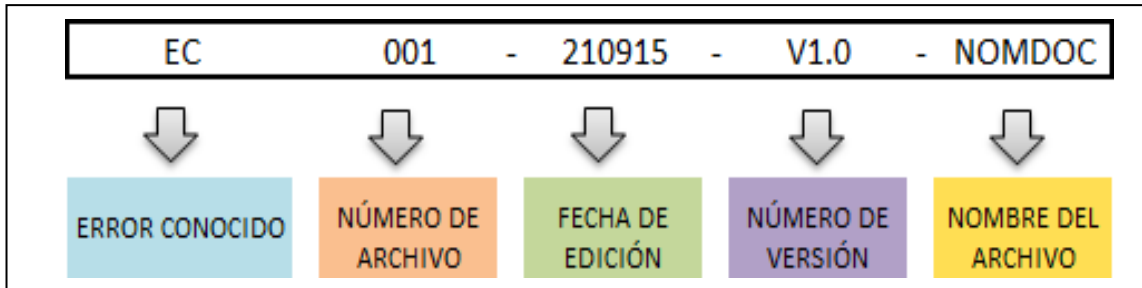 EC 001 - 210915 - V1.0 - NOMDOC
ERROR CONOCIDO
NÚMERO DE
ARCHIVO
FECHA DE
EDICIÓN
NÚMERO DE
VERSIÓN
NOMBRE DEL
ARCHIVO